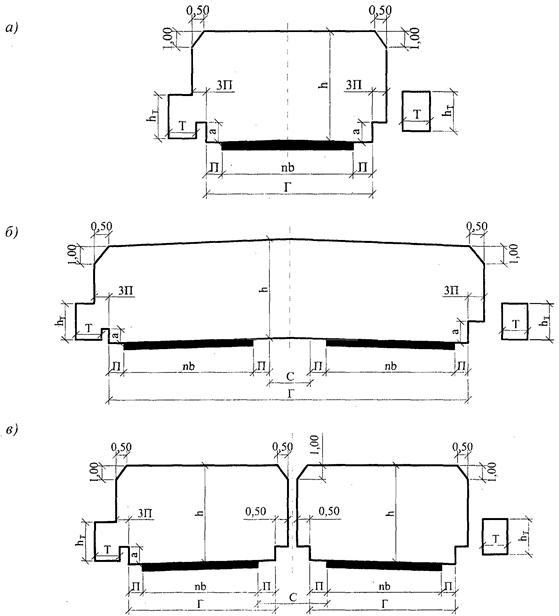 а)
0,50
0,50
1,00
1,00
3П
h
3П
hТ
Т
a
a
Т
hТ
П
nb
П
Г
б)
0,50
0,50
1,00
1,00
3П
h
3П
hТ
Т
a
a
Т
hТ
П
nb
П
С
П
nb
П
Г
в)
0,50
0,50
1,00
0,50
1,00
1,00
3П
0,50
h
0,50
h
hТ
Т
a
Т
hТ
П
nb
П
С
П
nb
П
Г
Г